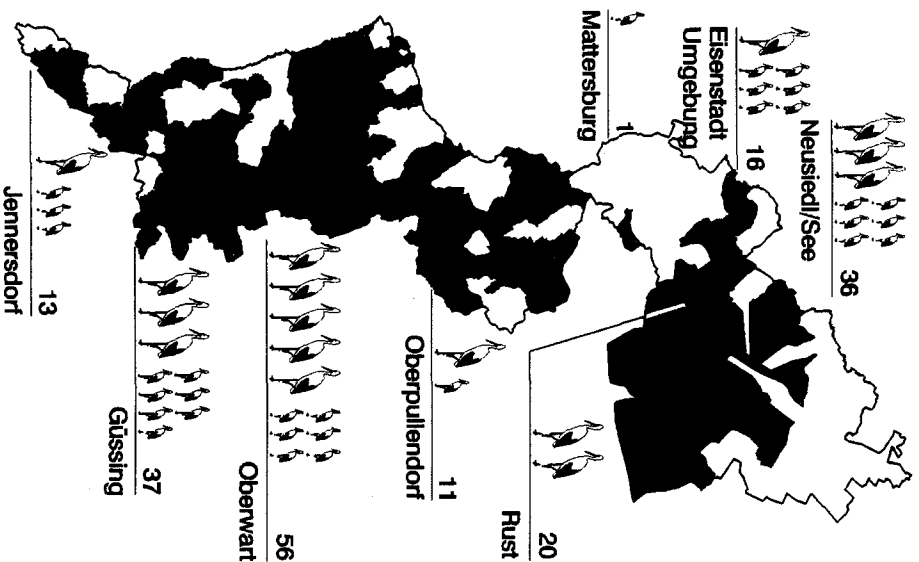 Neusiedl/See 36
Eisenstadt
Umgebung 16
Mattersburg 1
Rust 20
Oberpullendorf 11
Oberwart 56
Güssing 37
Jennersdorf 13